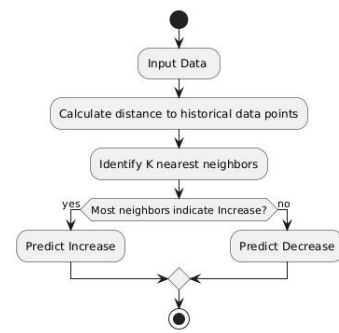 Input Data
Calculate distance to historical data points
Identify K nearest neighbors
yes
Most neighbors indicate Increase?
no
Predict Increase
Predict Decrease